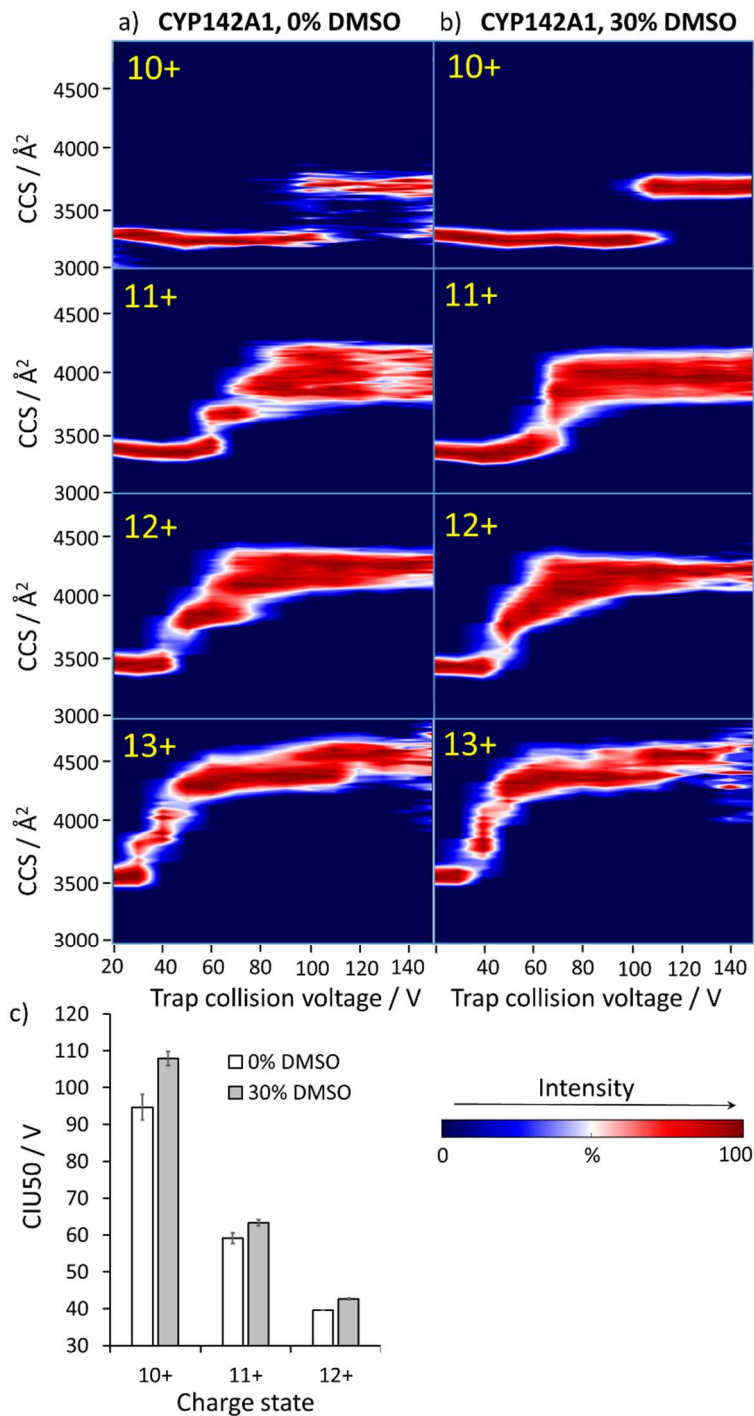 a) CYP142A1, 0% DMSO
b) CYP142A1, 30% DMSO
10+
10+
4500
4000
3500
3000
CCS / Å²
11+
11+
4500
4000
3500
3000
CCS / Å²
12+
12+
4500
4000
3500
3000
CCS / Å²
13+
13+
4500
4000
3500
3000
CCS / Å²
20 40 60 80 100 120 140
40 60 80 100 120 140
Trap collision voltage / V
Trap collision voltage / V
c)
120
110
100
90
80
70
60
50
40
30
CIU50 / V
0% DMSO
30% DMSO
10+ 11+ 12+
Charge state
Intensity
0 % 100